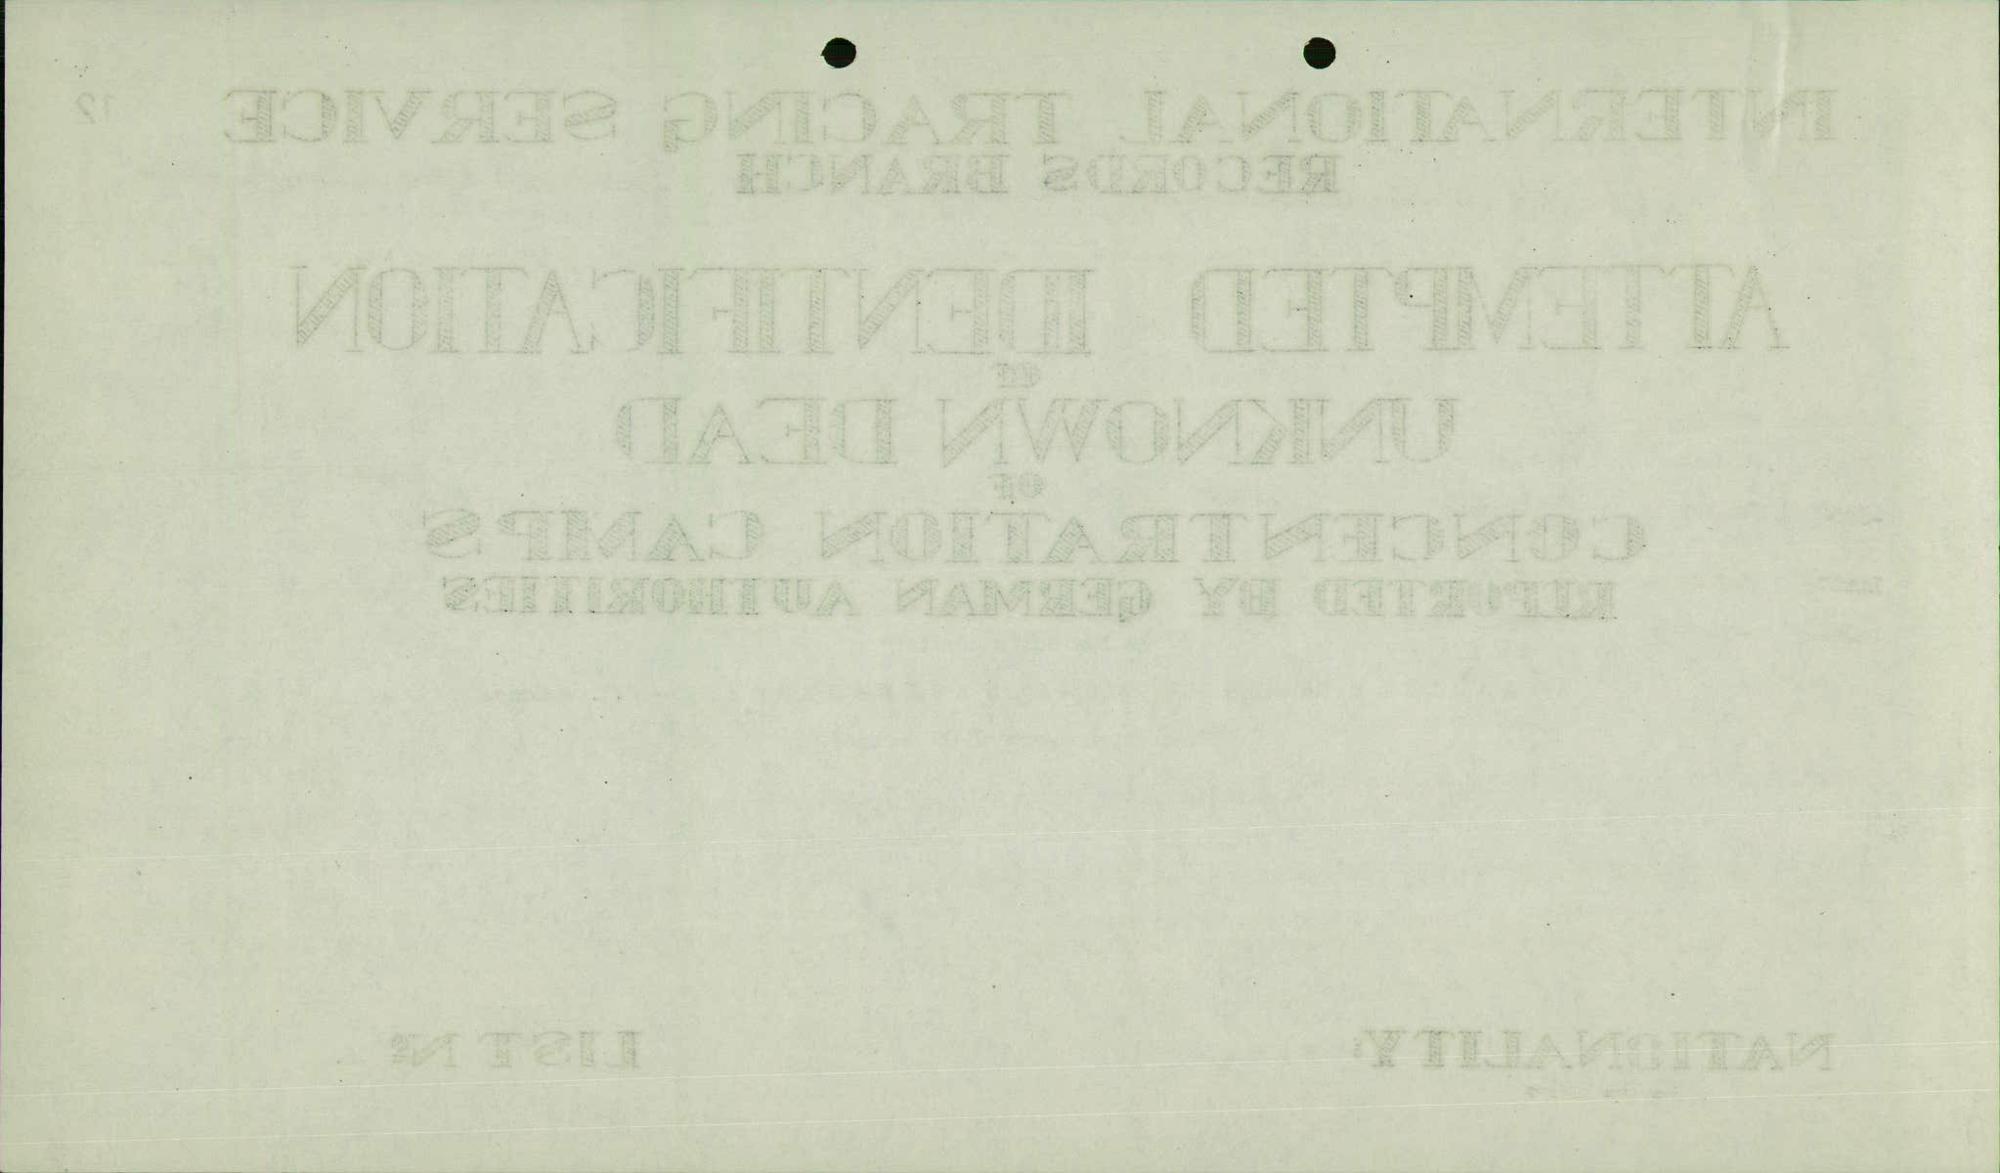 12
INTERNATIONAL TRACING SERVICE
RECORDS BRANCH
ATTEMPTED IDENTIFICATION
OF
UNKNOWN DEAD
OF
CONCENTRATION CAMPS
REPORTED BY GERMAN AUTHORITIES
NATIONALITY: LIST Nº